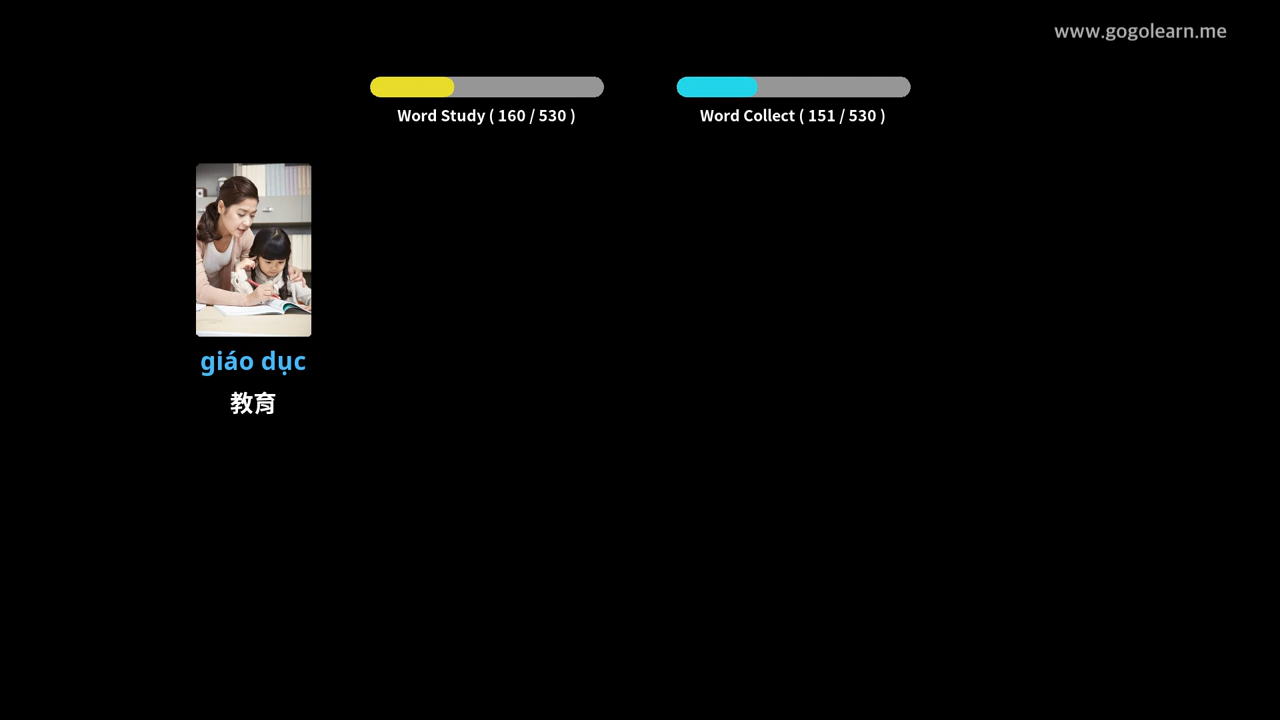 www.gogolearn.me
Word Study ( 160 / 530 )
Word Collect ( 151 / 530 )
giáo dục
教育